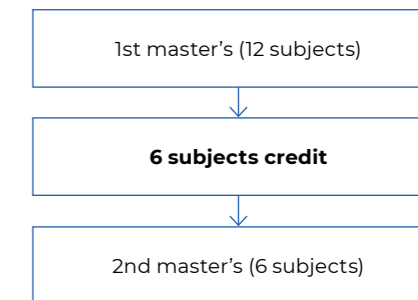 1st master’s (12 subjects)
6 subjects credit
2nd master’s (6 subjects)